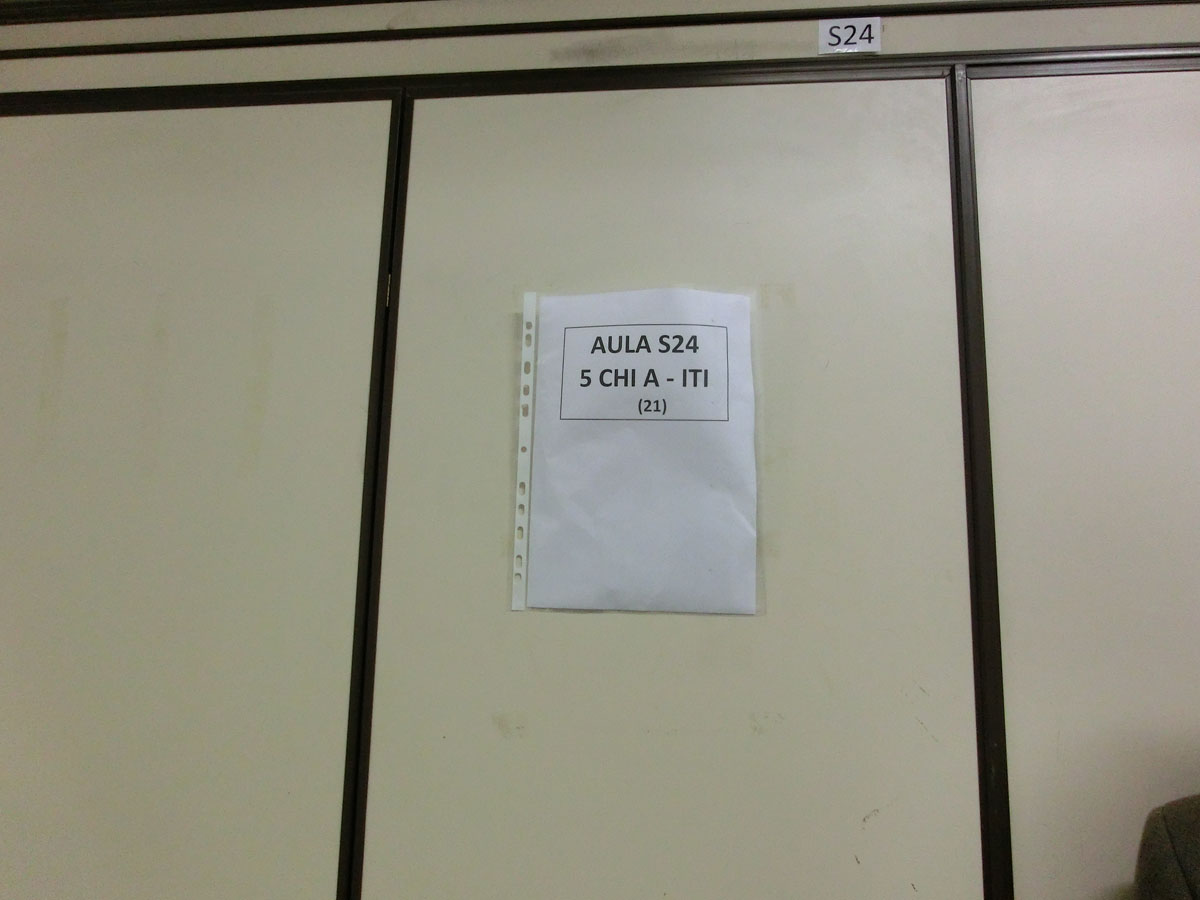 S24
AULA S24
5 CHI A - ITI
(21)